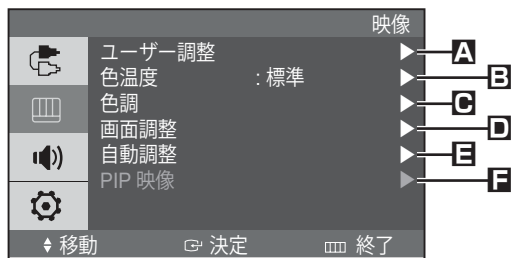 映像
ユーザー調整 A
色温度 : 標準 B
色調 C
画面調整 D
自動調整 E
PIP 映像 F
移動 決定 終了